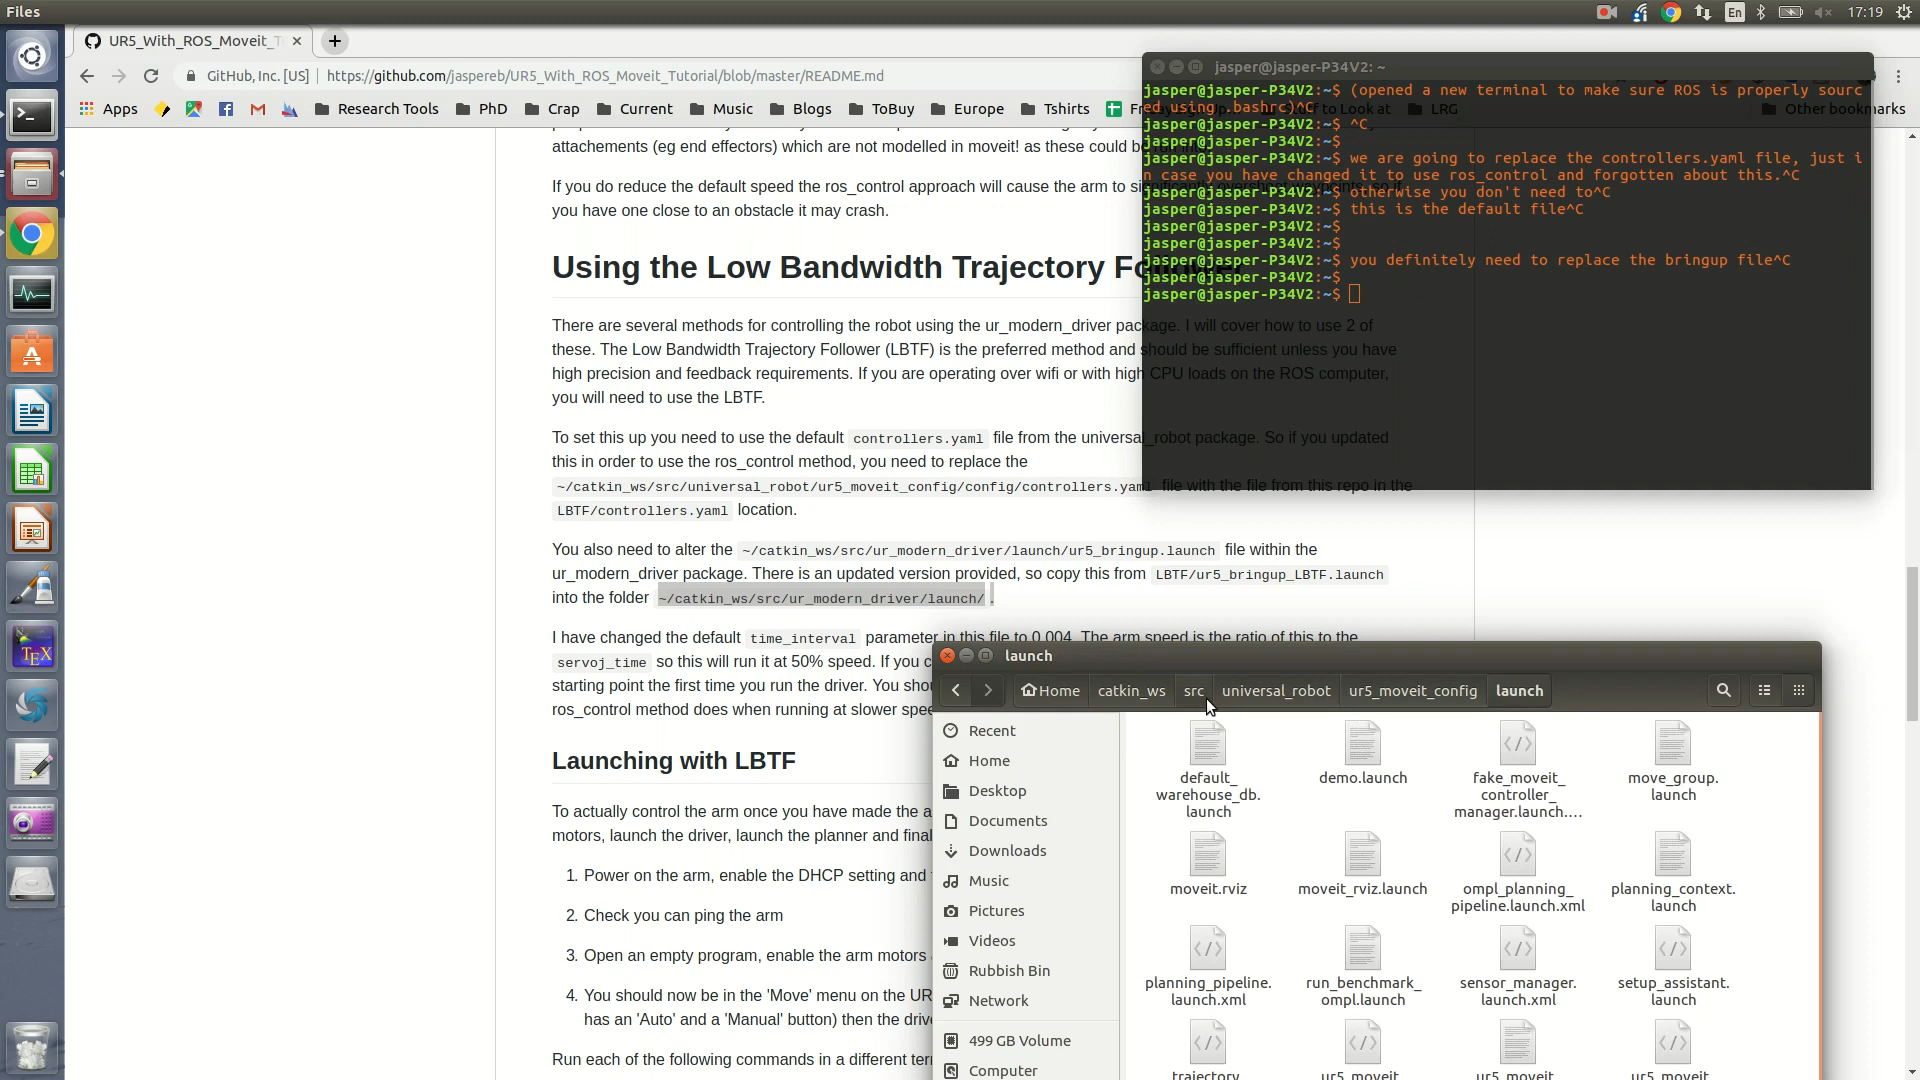 Files
En
17:19
UR5_With_ROS_Moveit_T
GitHub, Inc. [US] | https://github.com/jaspereb/UR5_With_ROS_Moveit_Tutorial/blob/master/README.md
Apps
Research Tools
PhD
Crap
Current
Music
Blogs
ToBuy
Europe
Tshirts
to Look at
LRG
Other bookmarks
attachements (eg end effectors) which are not modelled in moveit! as these could be
If you do reduce the default speed the ros_control approach will cause the arm to significantly overshoot waypoints, so if
you have one close to an obstacle it may crash.
Using the Low Bandwidth Trajectory Follower
There are several methods for controlling the robot using the ur_modern_driver package. I will cover how to use 2 of
these. The Low Bandwidth Trajectory Follower (LBTF) is the preferred method and should be sufficient unless you have
high precision and feedback requirements. If you are operating over wifi or with high CPU loads on the ROS computer,
you will need to use the LBTF.
To set this up you need to use the default controllers.yaml file from the universal_robot package. So if you updated
this in order to use the ros_control method, you need to replace the
~/catkin_ws/src/universal_robot/ur5_moveit_config/config/controllers.yaml file with the file from this repo in the
LBTF/controllers.yaml location.
You also need to alter the ~/catkin_ws/src/ur_modern_driver/launch/ur5_bringup.launch file within the
ur_modern_driver package. There is an updated version provided, so copy this from LBTF/ur5_bringup_LBTF.launch
into the folder ~/catkin_ws/src/ur_modern_driver/launch/ .
I have changed the default time_interval parameter in this file to 0.004. The arm speed is the ratio of this to the
servoj_time so this will run it at 50% speed. If you c
starting point the first time you run the driver. You shou
ros_control method does when running at slower spee
Launching with LBTF
To actually control the arm once you have made the a
motors, launch the driver, launch the planner and final
1. Power on the arm, enable the DHCP setting and
2. Check you can ping the arm
3. Open an empty program, enable the arm motors
4. You should now be in the 'Move' menu on the UR
has an 'Auto' and a 'Manual' button) then the drive
Run each of the following commands in a different ter
jasper@jasper-P34V2: ~
jasper@jasper-P34V2:~$ (opened a new terminal to make sure ROS is properly sourc
ed using .bashrc)^C
jasper@jasper-P34V2:~$ ^C
jasper@jasper-P34V2:~$
jasper@jasper-P34V2:~$ we are going to replace the controllers.yaml file, just i
n case you have changed it to use ros_control and forgotten about this.^C
jasper@jasper-P34V2:~$ otherwise you don't need to^C
jasper@jasper-P34V2:~$ this is the default file^C
jasper@jasper-P34V2:~$
jasper@jasper-P34V2:~$
jasper@jasper-P34V2:~$ you definitely need to replace the bringup file^C
jasper@jasper-P34V2:~$
jasper@jasper-P34V2:~$
launch
Home
catkin_ws
src
universal_robot
ur5_moveit_config
launch
Recent
Home
Desktop
Documents
Downloads
Music
Pictures
Videos
Rubbish Bin
Network
499 GB Volume
Computer
default_
warehouse_db.
launch
demo.launch
fake_moveit_
controller_
manager.launch....
move_group.
launch
moveit.rviz
moveit_rviz.launch
ompl_planning_
pipeline.launch.xml
planning_context.
launch
planning_pipeline.
launch.xml
run_benchmark_
ompl.launch
sensor_manager.
launch.xml
setup_assistant.
launch
trajectory_
ur5_moveit_
ur5_moveit_
ur5_moveit_